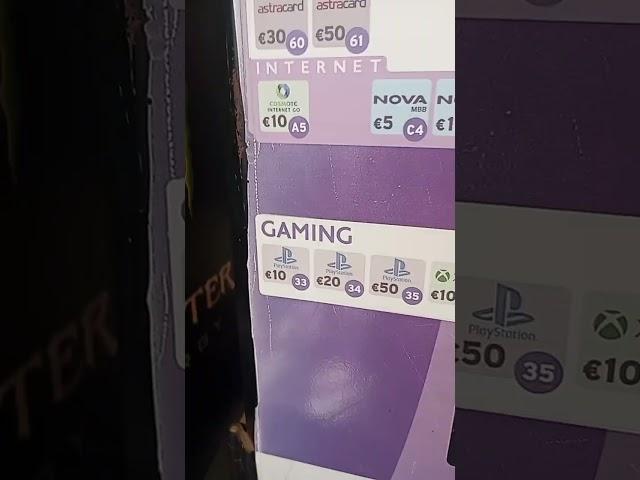 astracard astracard
€30 60 €50 61
INTERNET
COSMOTE
INTERNET GO
€10 A5
NOVA
MBB
€5 C4
GAMING
PlayStation PlayStation PlayStation
€10 33 €20 34 €50 35 €10
PlayStation
€50 35 €10